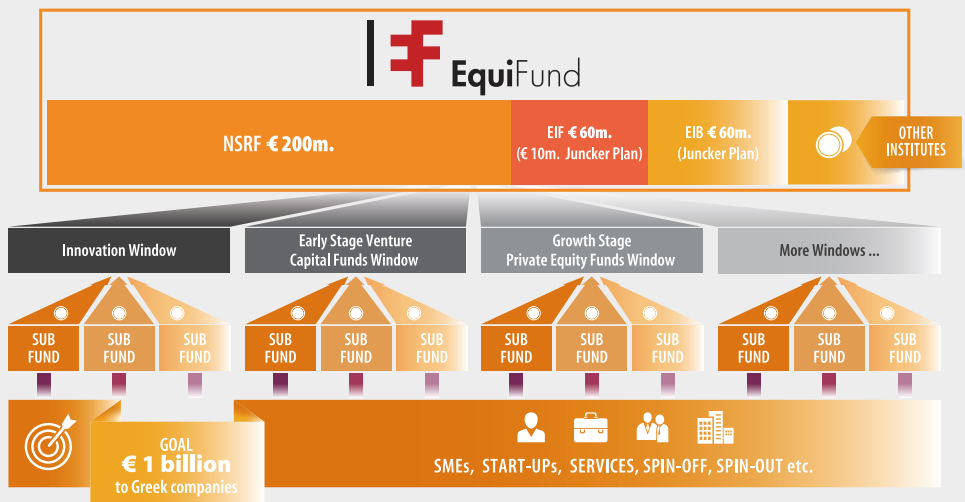 EquiFund
NSRF € 200m.
EIF € 60m.
(€ 10m. Juncker Plan)
EIB € 60m.
(Juncker Plan)
OTHER
INSTITUTES
Innovation Window
Early Stage Venture
Capital Funds Window
Growth Stage
Private Equity Funds Window
More Windows ...
SUB
FUND
SUB
FUND
SUB
FUND
SUB
FUND
SUB
FUND
SUB
FUND
SUB
FUND
SUB
FUND
SUB
FUND
SUB
FUND
SUB
FUND
SUB
FUND
GOAL
€ 1 billion
to Greek companies
SMEs, START-UPs, SERVICES, SPIN-OFF, SPIN-OUT etc.